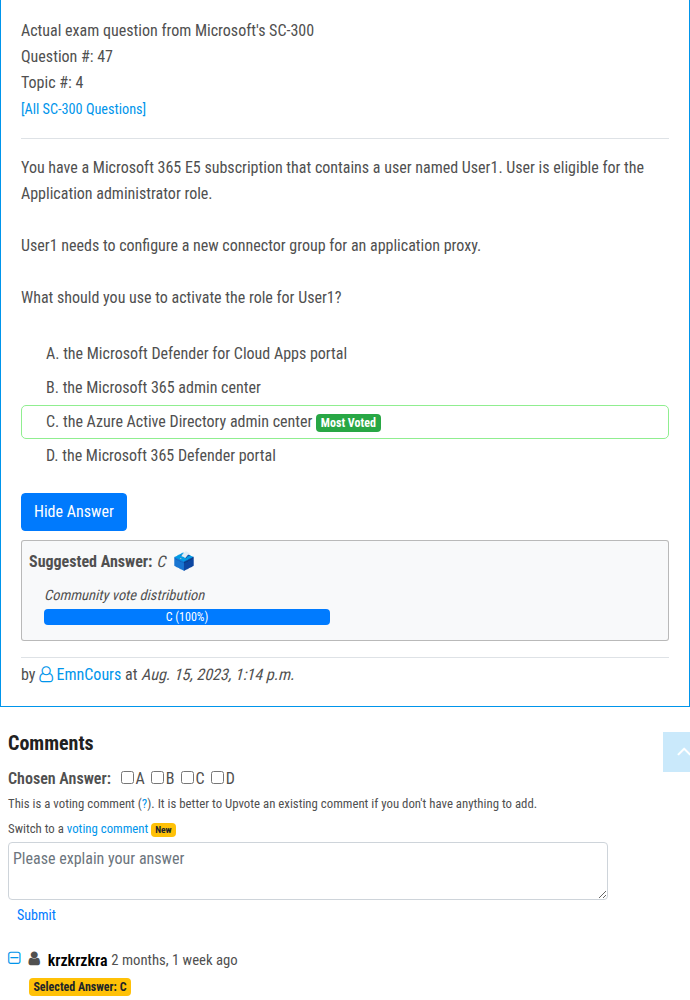 Actual exam question from Microsoft's SC-300
Question #: 47
Topic #: 4
[All SC-300 Questions]
You have a Microsoft 365 E5 subscription that contains a user named User1. User is eligible for the
Application administrator role.
User1 needs to configure a new connector group for an application proxy.
What should you use to activate the role for User1?
A. the Microsoft Defender for Cloud Apps portal
B. the Microsoft 365 admin center
C. the Azure Active Directory admin center Most Voted
D. the Microsoft 365 Defender portal
Hide Answer
Suggested Answer: C
Community vote distribution
C (100%)
by EmnCours at Aug. 15, 2023, 1:14 p.m.
Comments
Chosen Answer: A B C D
This is a voting comment (?). It is better to Upvote an existing comment if you don't have anything to add.
Switch to a voting comment New
Please explain your answer
Submit
krzkrzkra 2 months, 1 week ago
Selected Answer: C